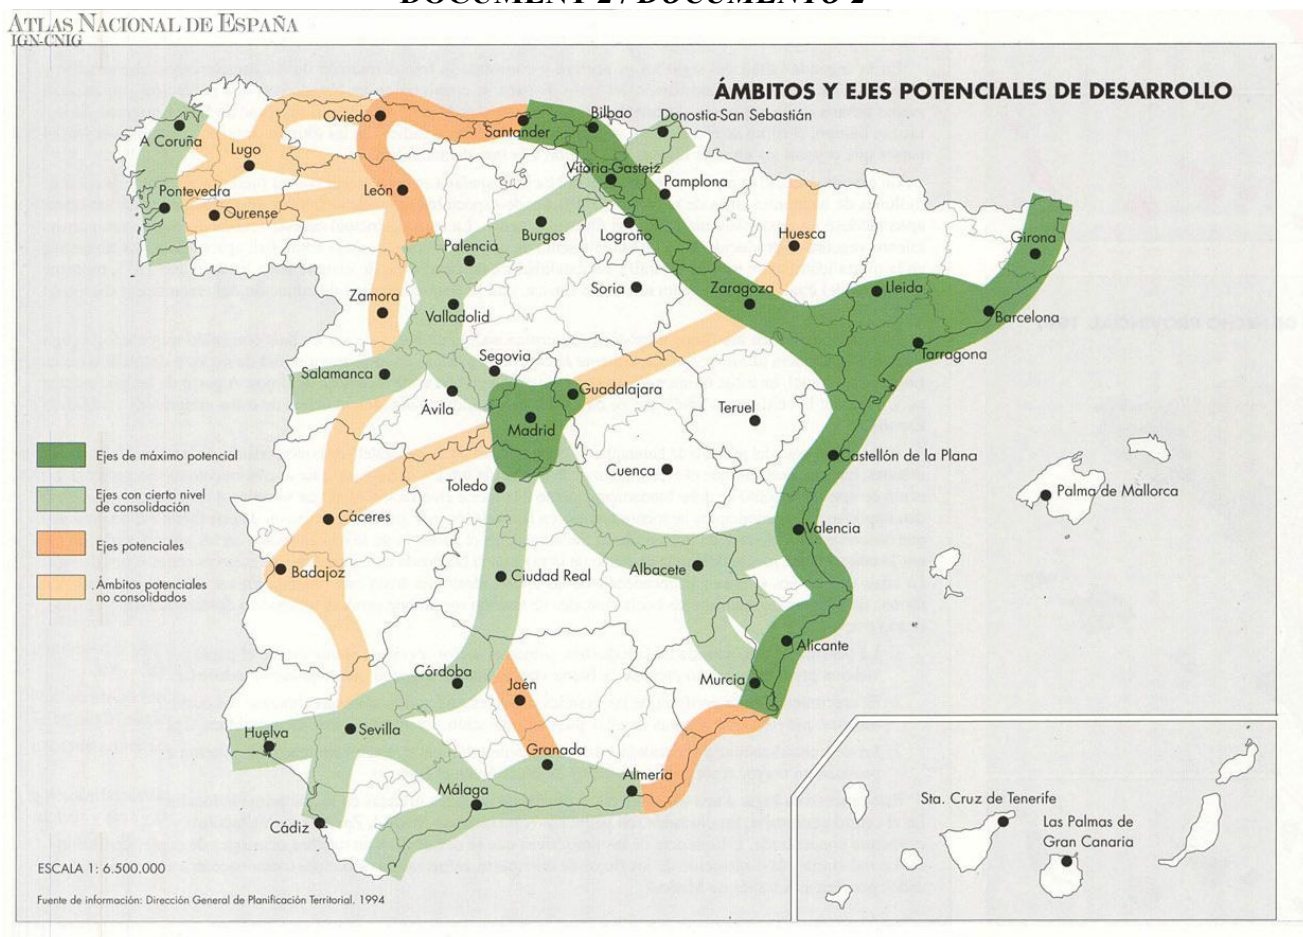 DOCUMENT 2 / DOCUMENTO 2
ATLAS NACIONAL DE ESPAÑA
IGN-CNIG
ÁMBITOS Y EJES POTENCIALES DE DESARROLLO
Oviedo
Santander
Bilbao
Donostia-San Sebastián
A Coruña
Lugo
Vitoria-Gasteiz
Pontevedra
León
Pamplona
Ourense
Burgos
Logroño
Huesca
Girona
Palencia
Zamora
Soria
Zaragoza
Lleida
Valladolid
Barcelona
Segovia
Tarragona
Salamanca
Guadalajara
Ávila
Teruel
Madrid
Ejes de máximo potencial
Castellón de la Plana
Cuenca
Toledo
Palma de Mallorca
Ejes con cierto nivel
de consolidación
Cáceres
Valencia
Ejes potenciales
Badajoz
Ciudad Real
Albacete
Ámbitos potenciales
no consolidados
Alicante
Córdoba
Jaén
Murcia
Huelva
Sevilla
Granada
Almería
Málaga
Sta. Cruz de Tenerife
Cádiz
Las Palmas de
Gran Canaria
ESCALA 1: 6.500.000
Fuente de información: Dirección General de Planificación Territorial. 1994